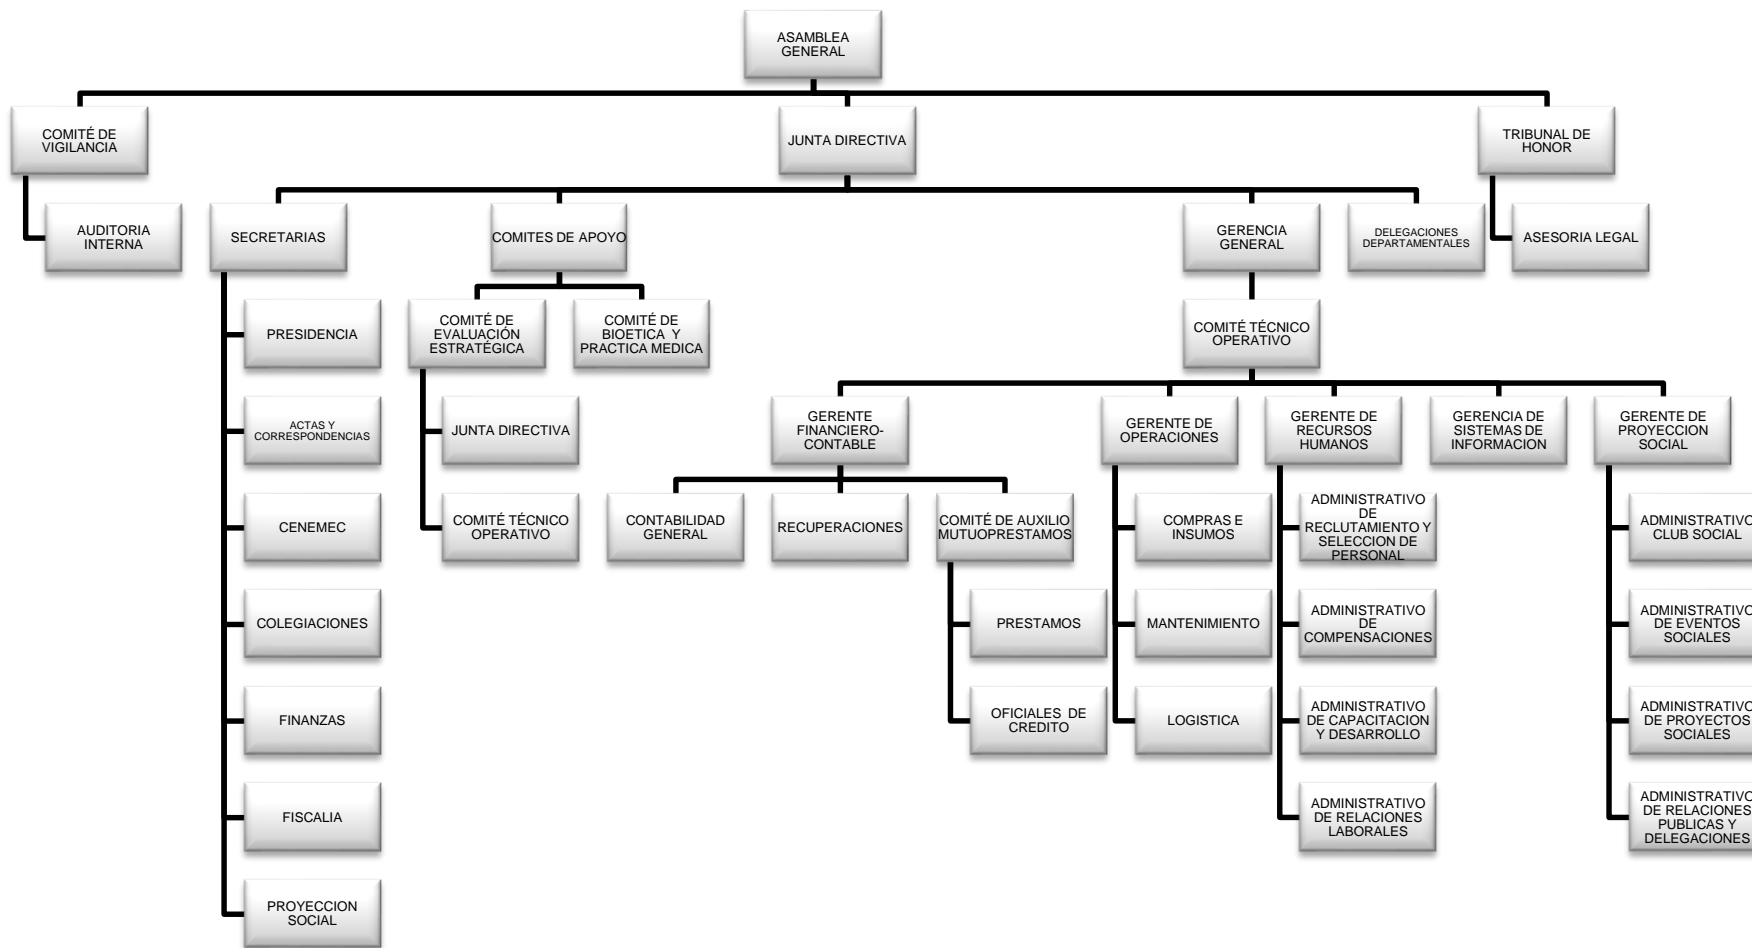 ASAMBLEA
GENERAL
COMITÉ DE
VIGILANCIA
JUNTA DIRECTIVA
TRIBUNAL DE
HONOR
AUDITORIA
INTERNA
SECRETARIAS
COMITES DE APOYO
GERENCIA
GENERAL
DELEGACIONES
DEPARTAMENTALES
ASESORIA LEGAL
PRESIDENCIA
ACTAS Y
CORRESPONDENCIAS
CENEMEC
COLEGIACIONES
FINANZAS
FISCALIA
PROYECCION
SOCIAL
COMITÉ DE
EVALUACIÓN
ESTRATÉGICA
COMITÉ DE
BIOETICA Y
PRACTICA MEDICA
JUNTA DIRECTIVA
COMITÉ TÉCNICO
OPERATIVO
COMITÉ TÉCNICO
OPERATIVO
GERENTE
FINANCIERO-
CONTABLE
GERENTE DE
OPERACIONES
GERENTE DE
RECURSOS
HUMANOS
GERENCIA DE
SISTEMAS DE
INFORMACION
GERENTE DE
PROYECCION
SOCIAL
CONTABILIDAD
GENERAL
RECUPERACIONES
COMITÉ DE AUXILIO
MUTUOPRESTAMOS
PRESTAMOS
OFICIALES DE
CREDITO
COMPRAS E
INSUMOS
MANTENIMIENTO
LOGISTICA
ADMINISTRATIVO
DE
RECLUTAMIENTO Y
SELECCION DE
PERSONAL
ADMINISTRATIVO
DE
COMPENSACIONES
ADMINISTRATIVO
DE CAPACITACION
Y DESARROLLO
ADMINISTRATIVO
DE RELACIONES
LABORALES
ADMINISTRATIVO
CLUB SOCIAL
ADMINISTRATIVO
DE EVENTOS
SOCIALES
ADMINISTRATIVO
DE PROYECTOS
SOCIALES
ADMINISTRATIVO
DE RELACIONES
PUBLICAS Y
DELEGACIONES